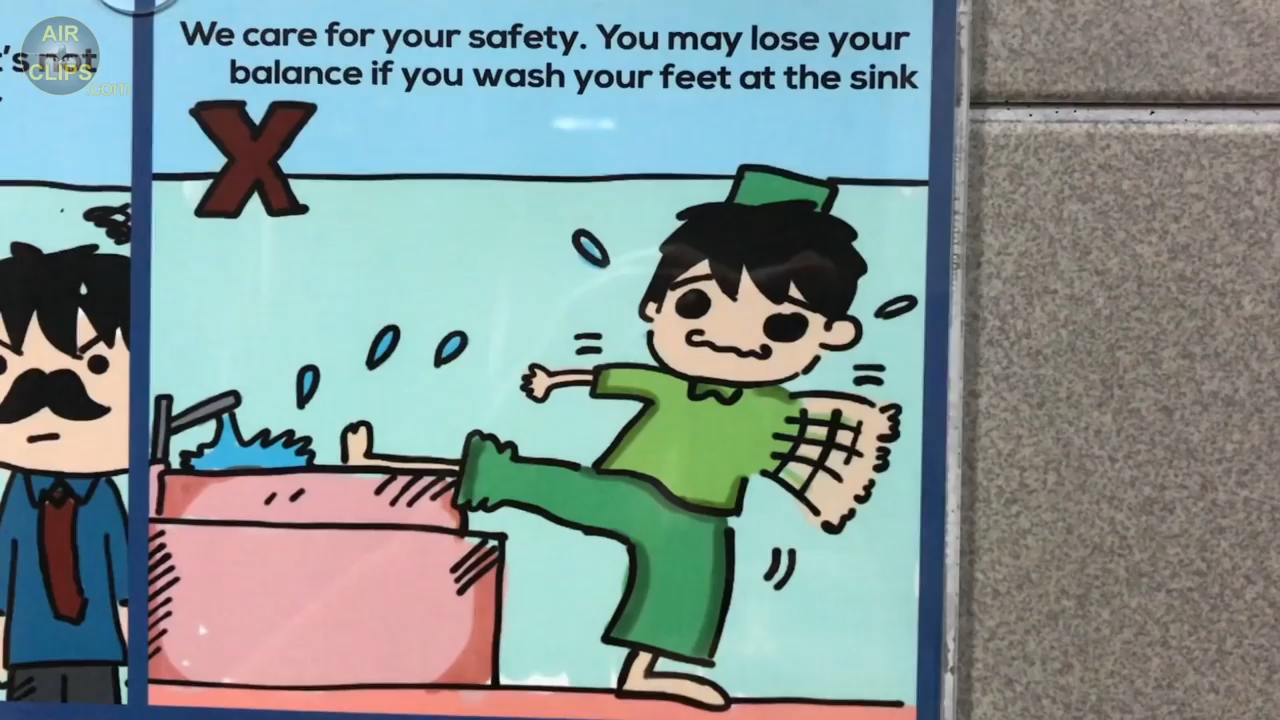 AIR
CLIPS
.com
't's not
We care for your safety. You may lose your
balance if you wash your feet at the sink
X